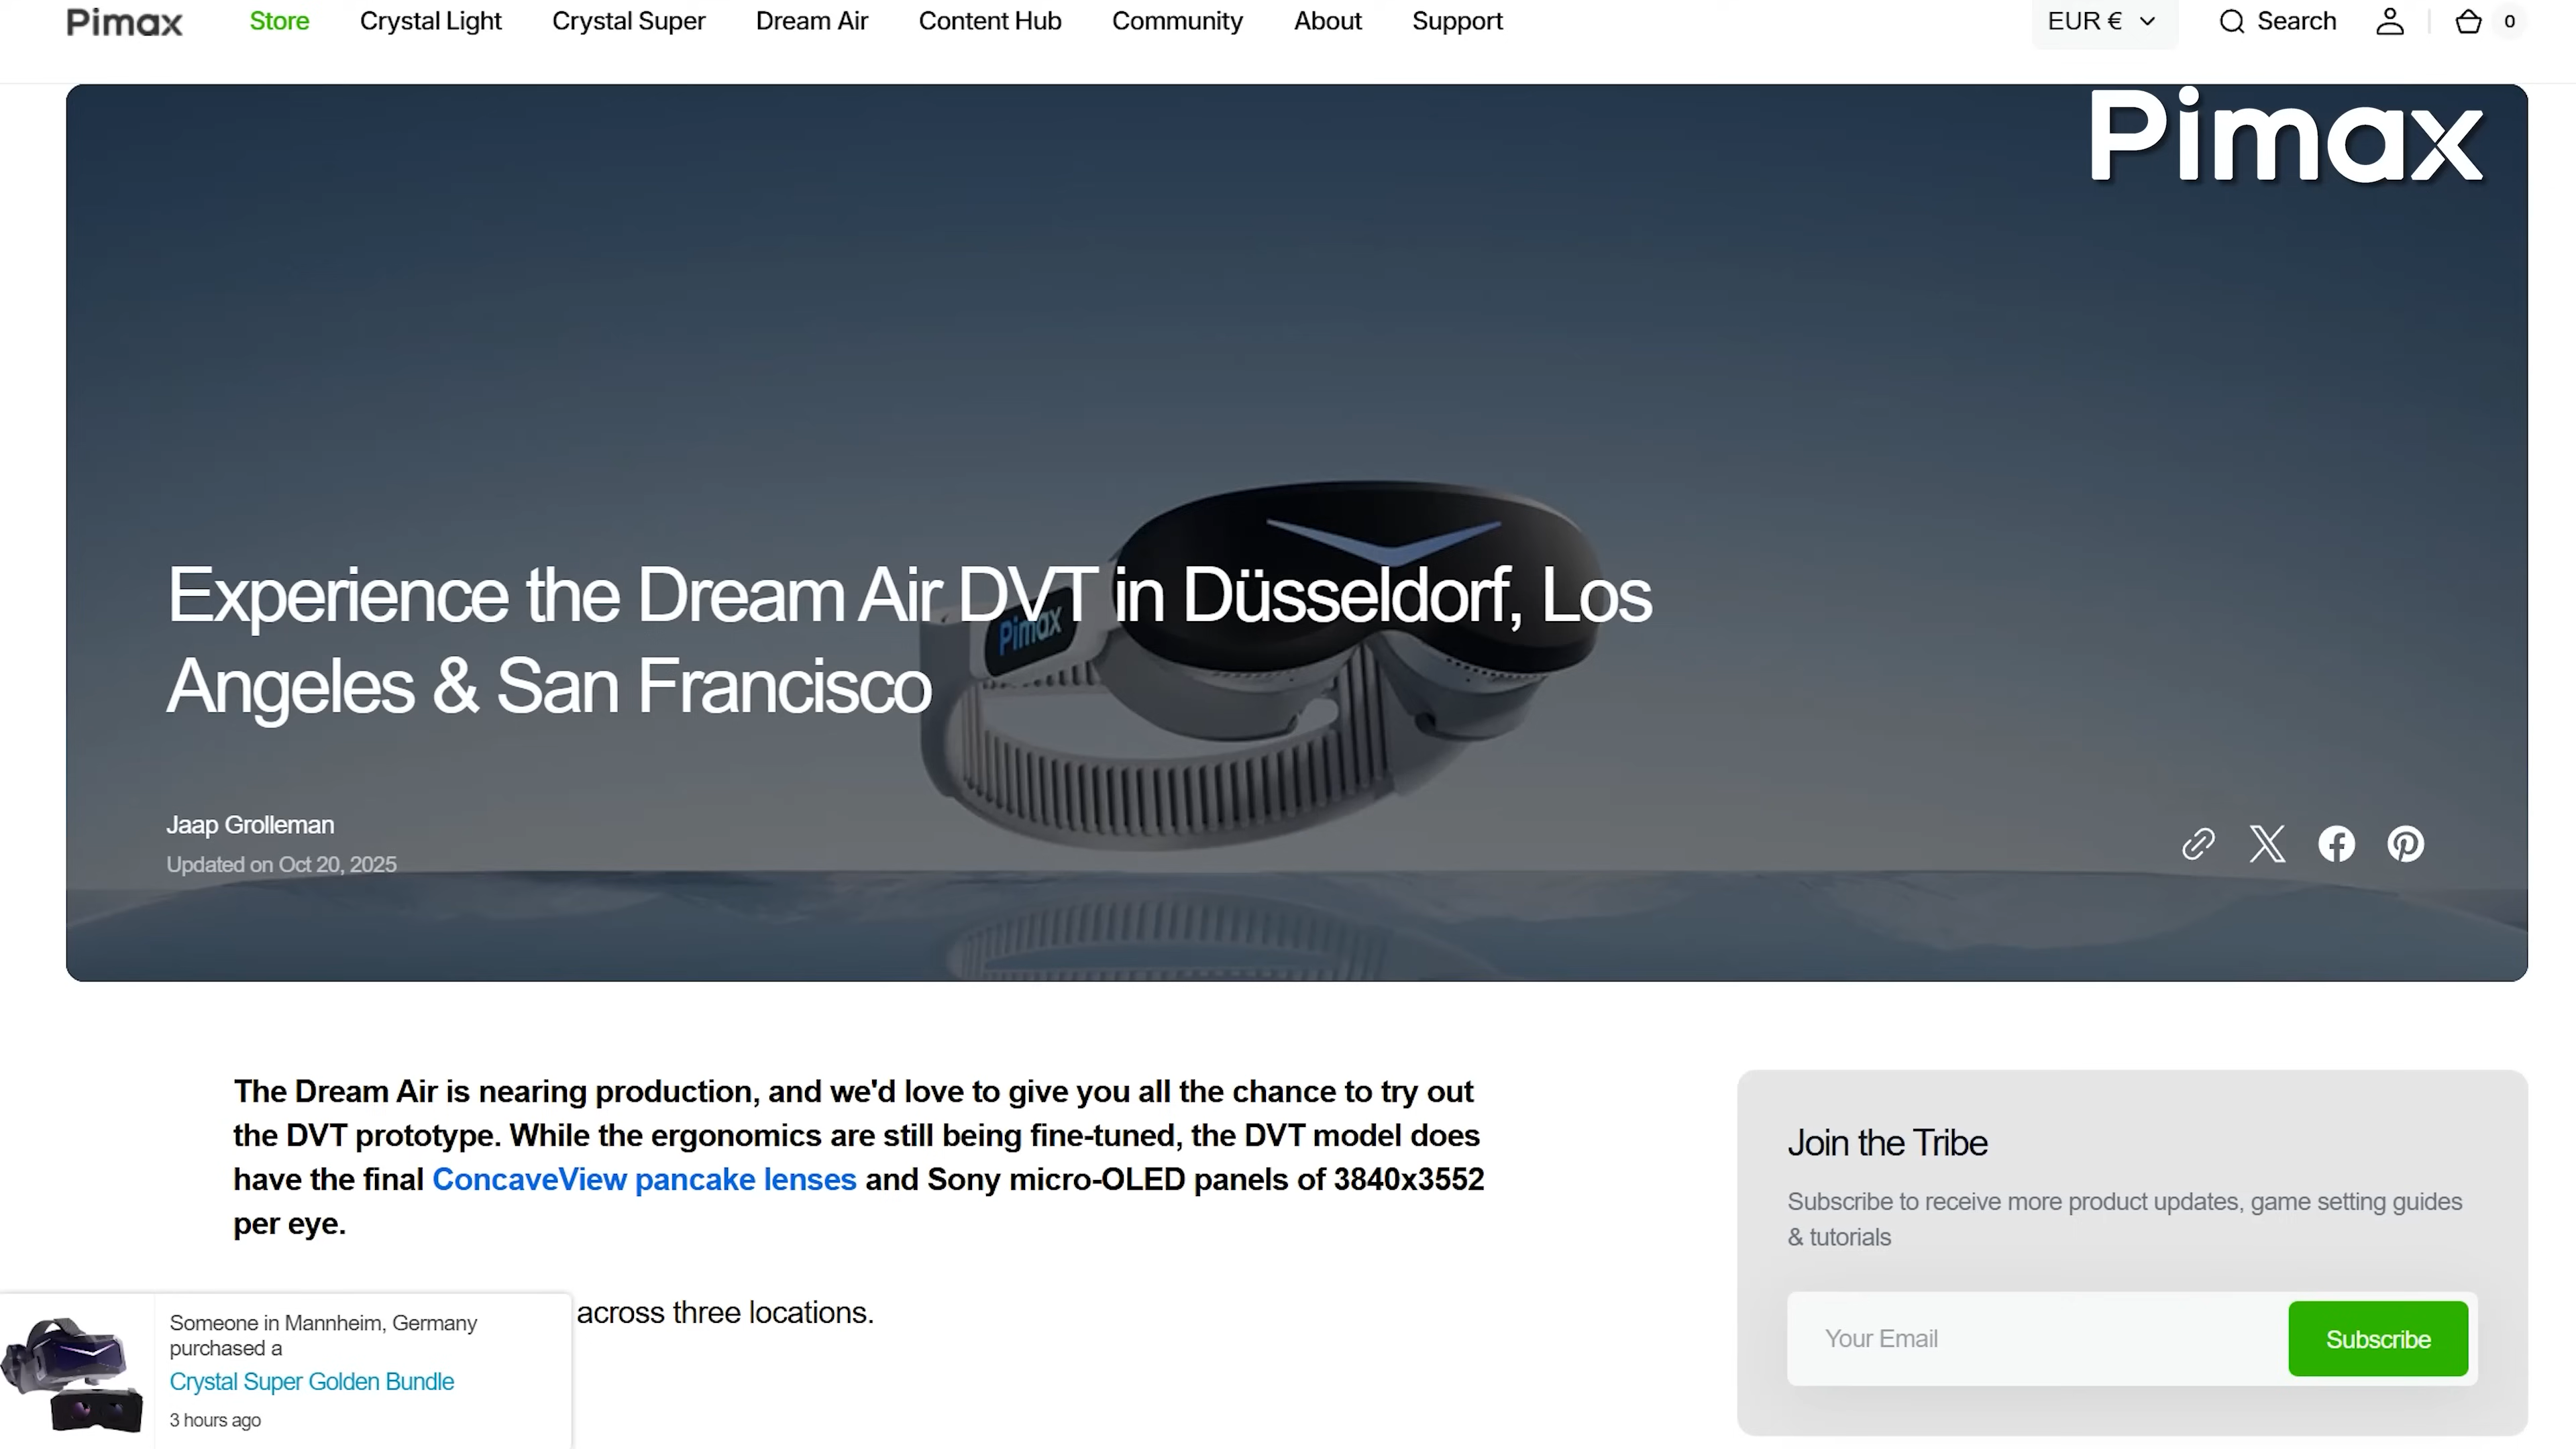 Pimax Store Crystal Light Crystal Super Dream Air Content Hub Community About Support EUR € Search 0
Pimax
Experience the Dream Air DVT in Düsseldorf, Los
Angeles & San Francisco
Pimax
Jaap Grolleman
Updated on Oct 20, 2025
The Dream Air is nearing production, and we'd love to give you all the chance to try out
the DVT prototype. While the ergonomics are still being fine-tuned, the DVT model does
have the final ConcaveView pancake lenses and Sony micro-OLED panels of 3840x3552
per eye.
across three locations.
Join the Tribe
Subscribe to receive more product updates, game setting guides
& tutorials
Your Email
Subscribe
Someone in Mannheim, Germany
purchased a
Crystal Super Golden Bundle
3 hours ago